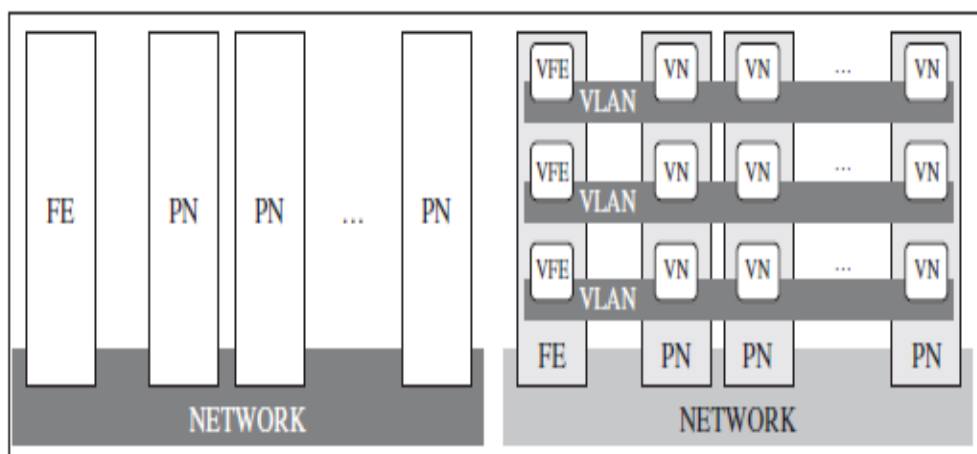 FE PN PN ... PN
NETWORK
VFE VN VN ... VN
VLAN
VFE VN VN ... VN
VLAN
VFE VN VN ... VN
VLAN
FE PN PN PN
NETWORK